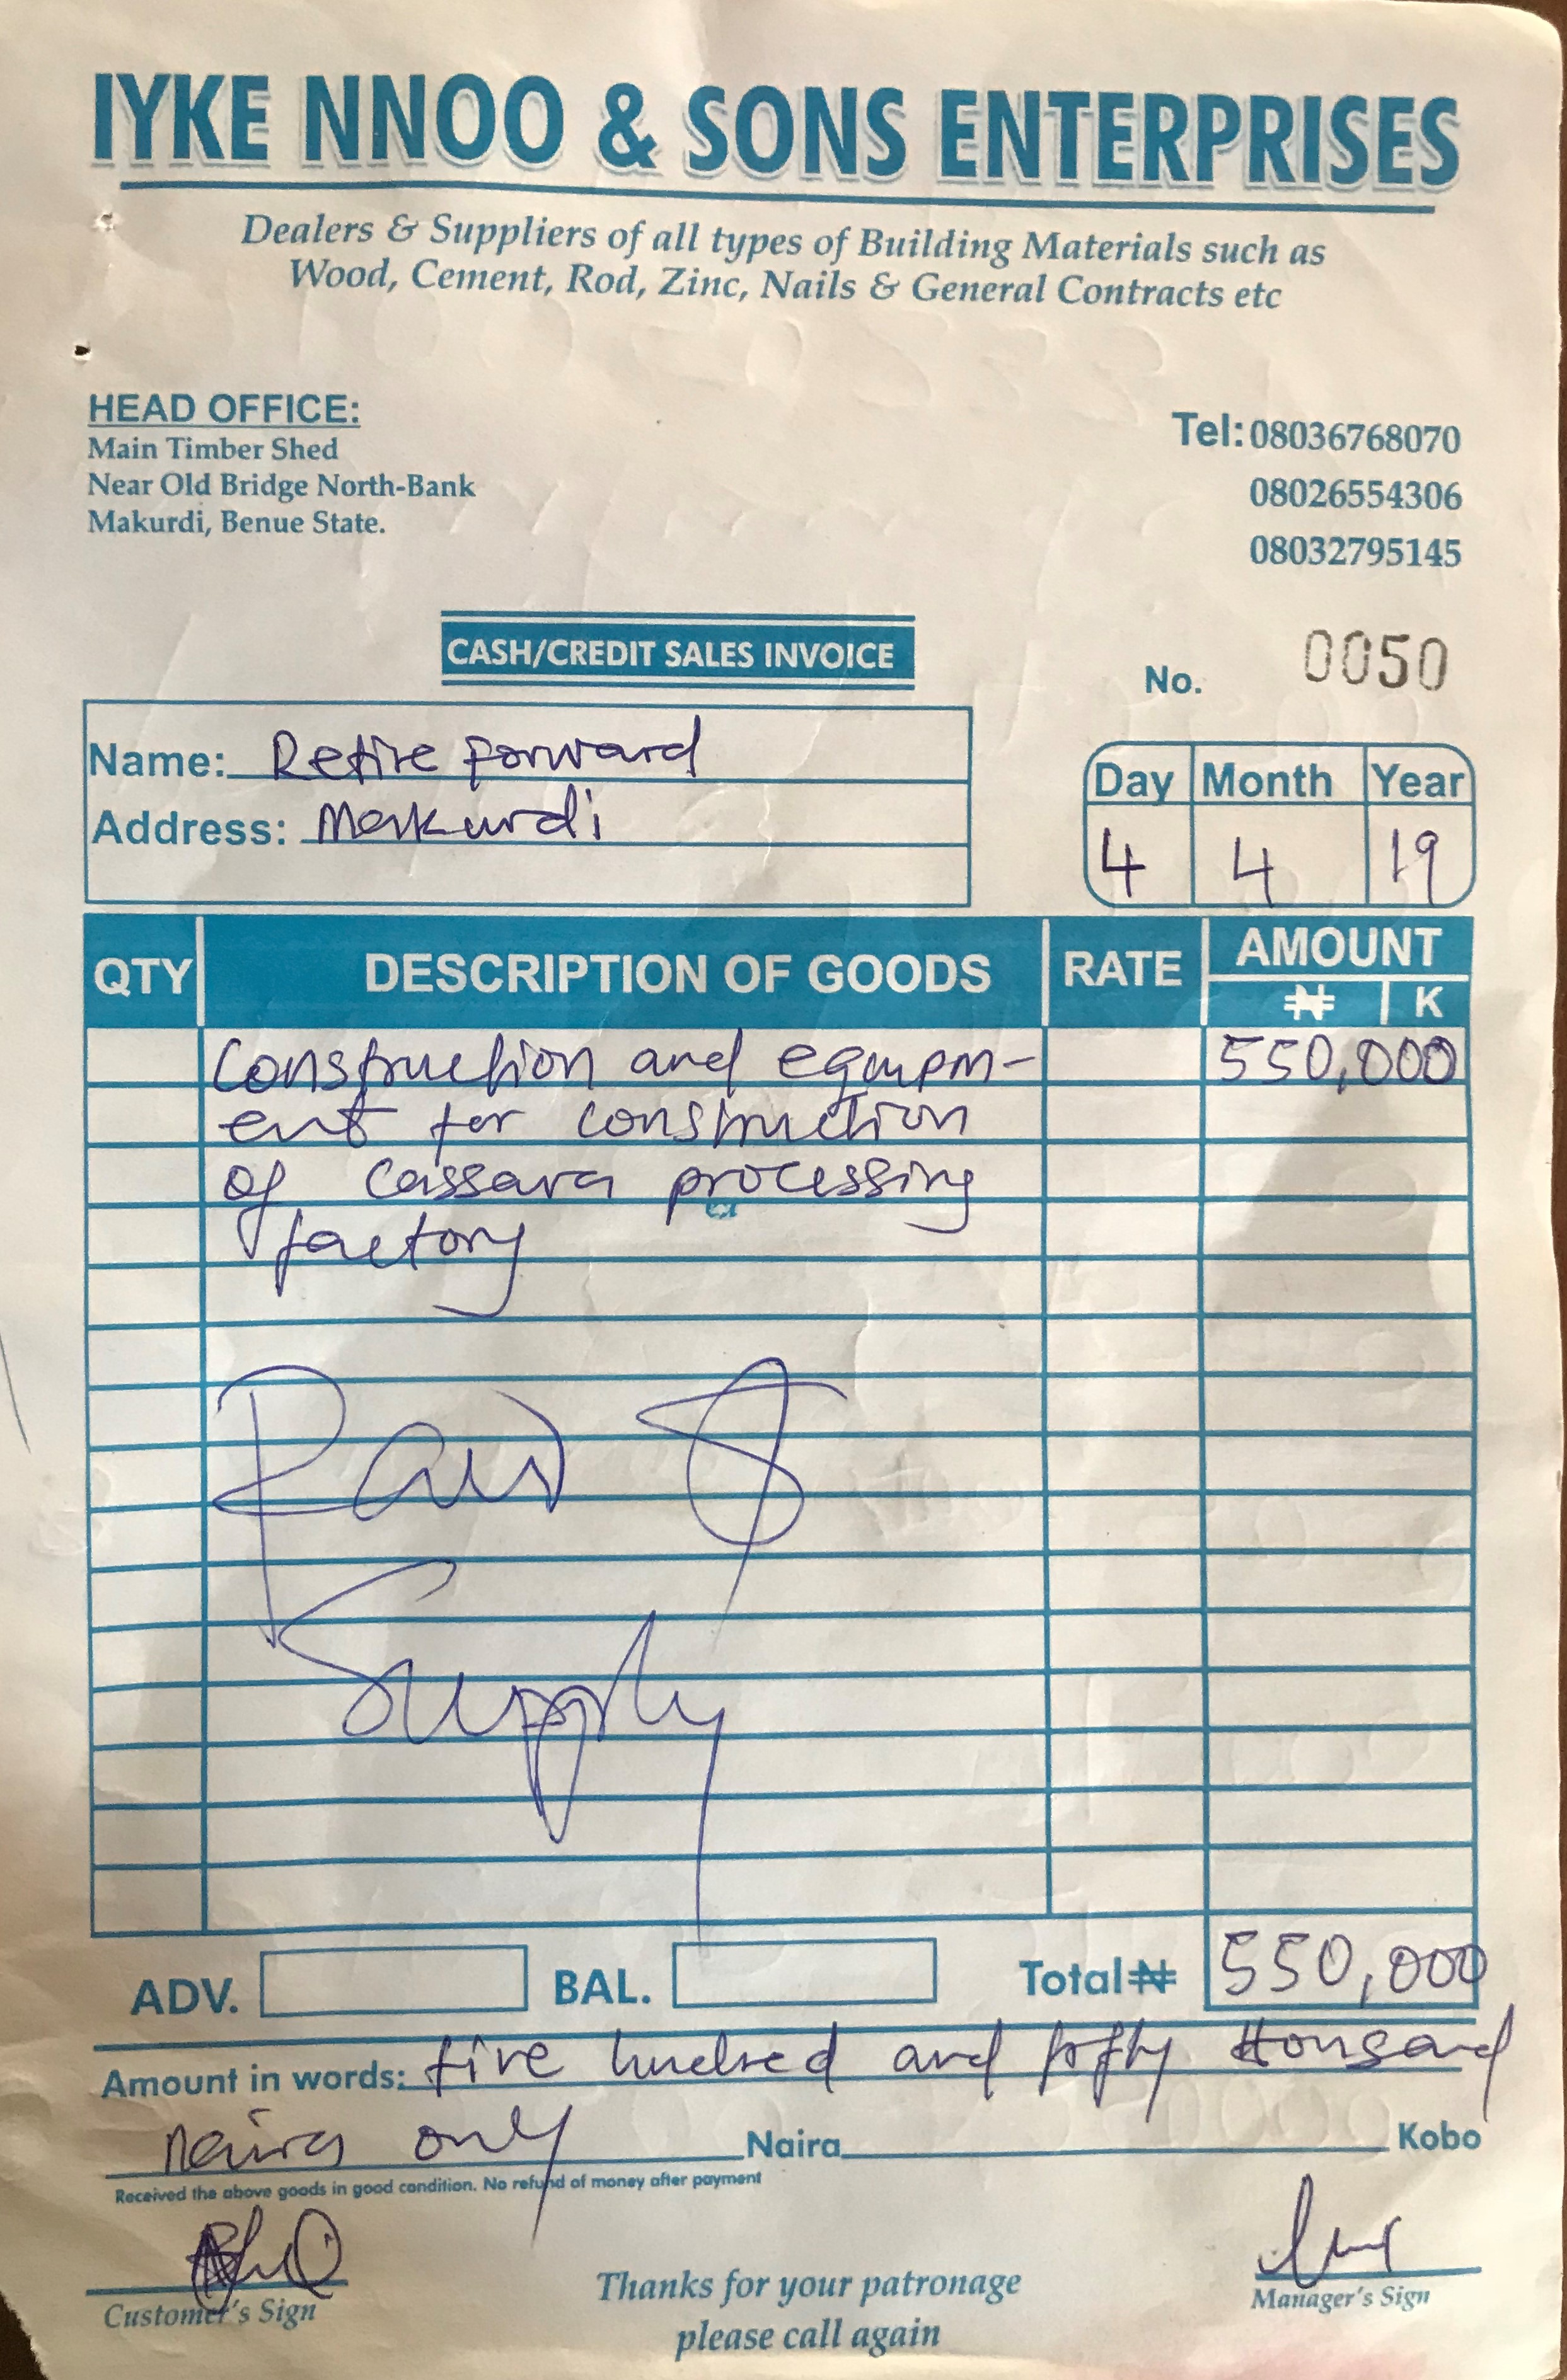 IYKE NNOO & SONS ENTERPRISES
Dealers & Suppliers of all types of Building Materials such as
Wood, Cement, Rod, Zinc, Nails & General Contracts etc
HEAD OFFICE:
Main Timber Shed
Near Old Bridge North-Bank
Makurdi, Benue State.
Tel: 08036768070
08026554306
08032795145
CASH/CREDIT SALES INVOICE
No. 0050
Name: Retire forward
Address: Makurdi
Day Month Year
4 4 19
QTY DESCRIPTION OF GOODS RATE AMOUNT
₦ K
Construction and equipm- 550,000
ent for construction
of cassava processing
factory
Paid &
Supply
ADV. BAL. Total ₦ 550,000
Amount in words: five hundred and fifty thousand
naira only Naira Kobo
Received the above goods in good condition. No refund of money after payment
Customer's Sign
Manager's Sign
Thanks for your patronage
please call again